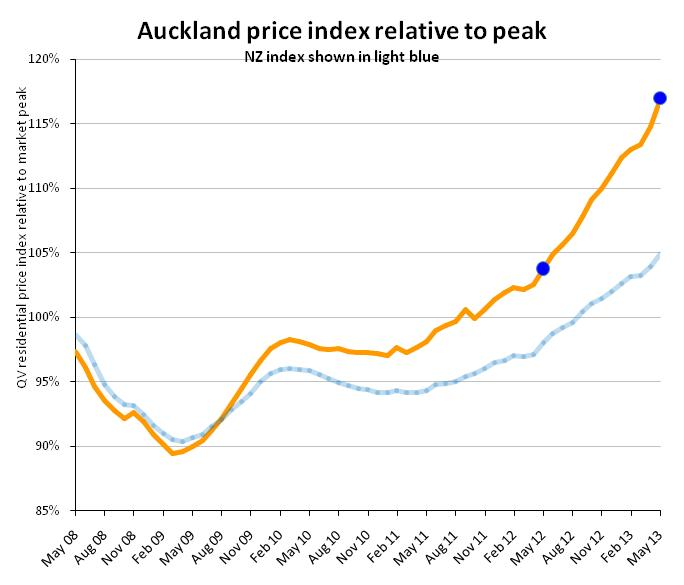 Auckland price index relative to peak
NZ index shown in light blue
QV residential price index relative to market peak
120%
115%
110%
105%
100%
95%
90%
85%
May 08
Aug 08
Nov 08
Feb 09
May 09
Aug 09
Nov 09
Feb 10
May 10
Aug 10
Nov 10
Feb 11
May 11
Aug 11
Nov 11
Feb 12
May 12
Aug 12
Nov 12
Feb 13
May 13